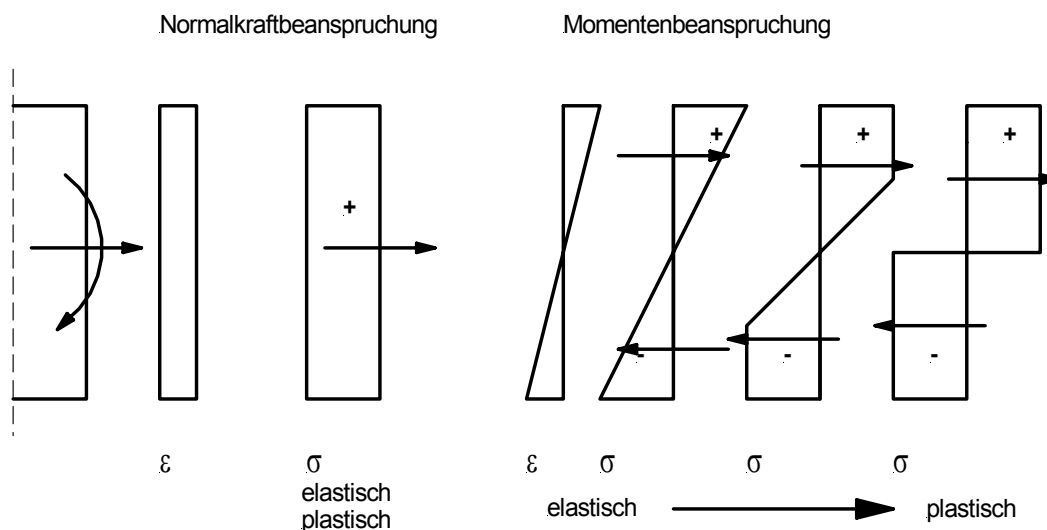 Normalkraftbeanspruchung
Momentenbeanspruchung
+ + + +
- - -
ε σ ε σ σ σ
elastisch
plastisch
elastisch plastisch